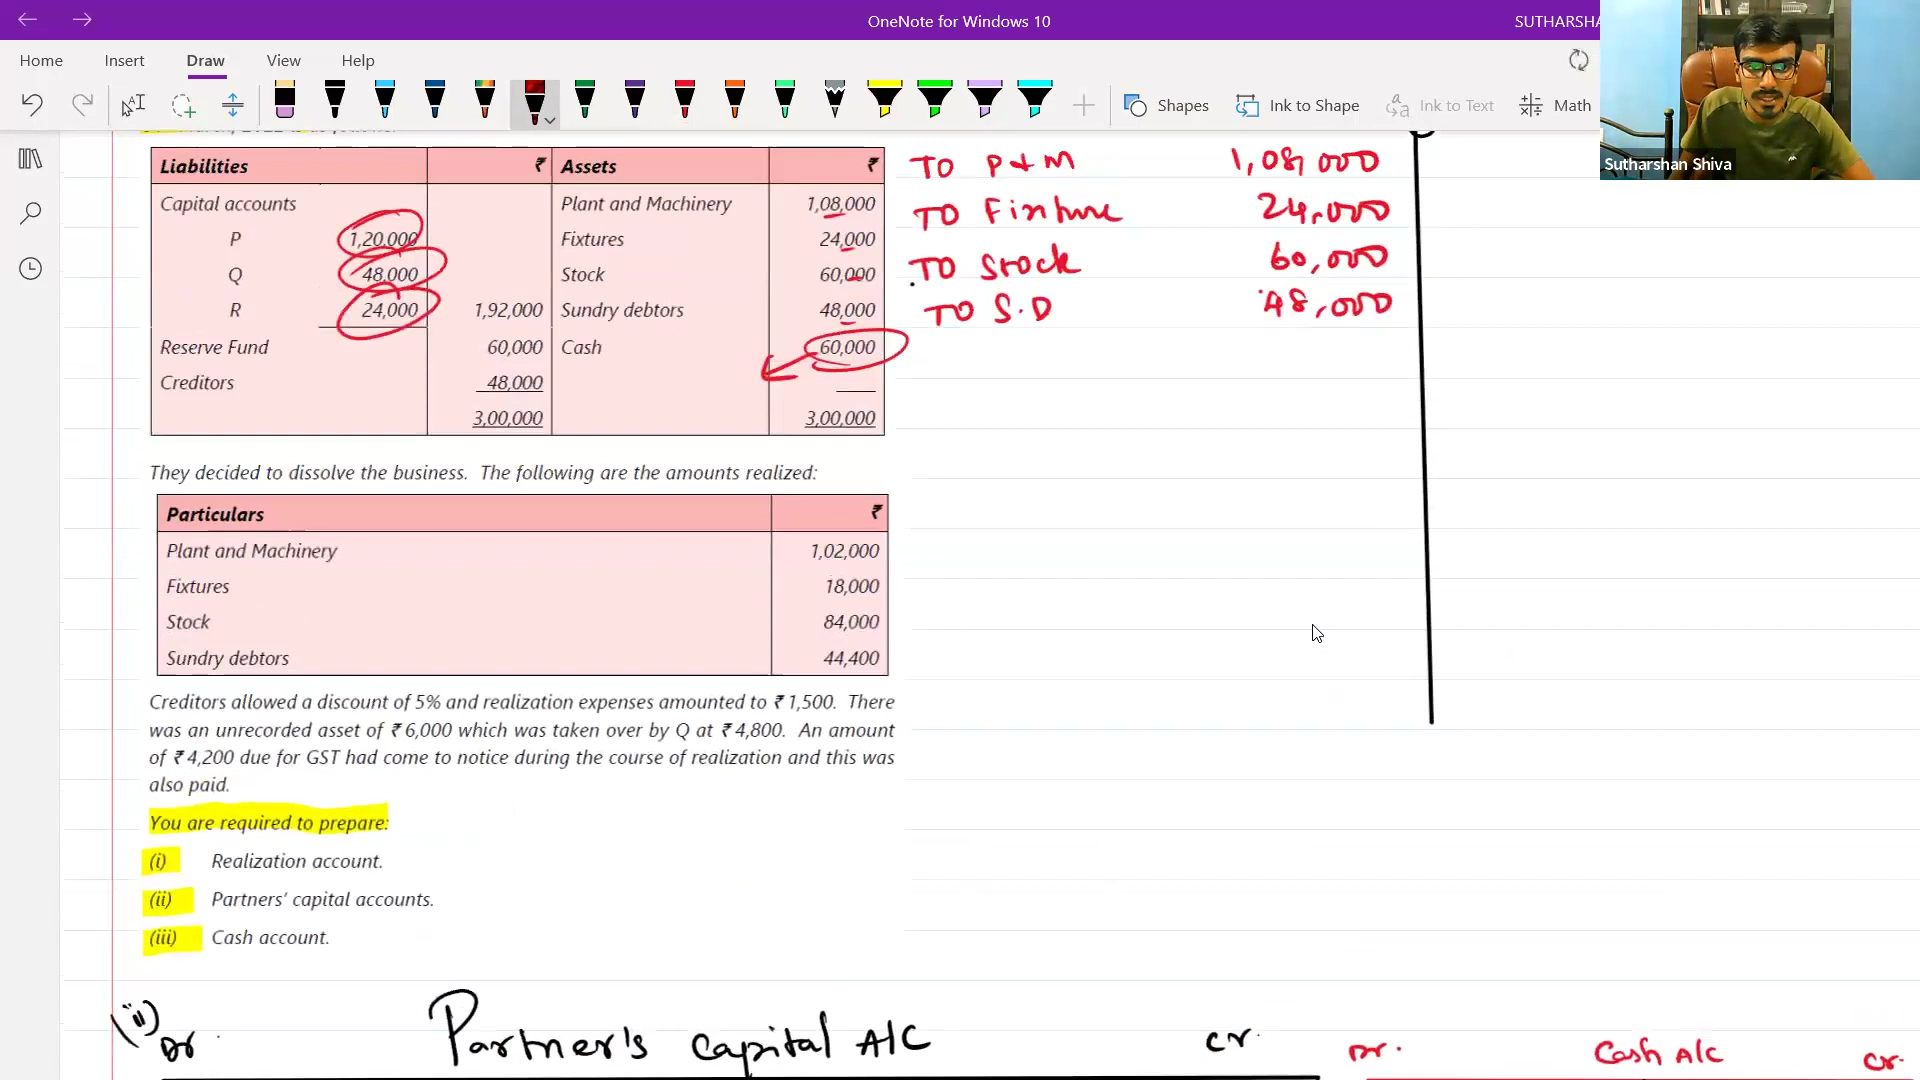 OneNote for Windows 10
SUTHARSHA
Home Insert Draw View Help
Shapes Ink to Shape Ink to Text Math
Sutharshan Shiva
Liabilities ₹ Assets ₹
Capital accounts Plant and Machinery 1,08,000
P 1,20,000 Fixtures 24,000
Q 48,000 Stock 60,000
R 24,000 1,92,000 Sundry debtors 48,000
Reserve Fund 60,000 Cash 60,000
Creditors 48,000
3,00,000 3,00,000
TO P + M 1,08,000
TO Fixture 24,000
TO Stock 60,000
TO S.D 48,000
They decided to dissolve the business. The following are the amounts realized:
Particulars ₹
Plant and Machinery 1,02,000
Fixtures 18,000
Stock 84,000
Sundry debtors 44,400
Creditors allowed a discount of 5% and realization expenses amounted to ₹ 1,500. There
was an unrecorded asset of ₹ 6,000 which was taken over by Q at ₹ 4,800. An amount
of ₹ 4,200 due for GST had come to notice during the course of realization and this was
also paid.
You are required to prepare:
(i) Realization account.
(ii) Partners' capital accounts.
(iii) Cash account.
(ii) Dr. Partner's capital A/C Cr.
Dr. Cash A/C Cr.